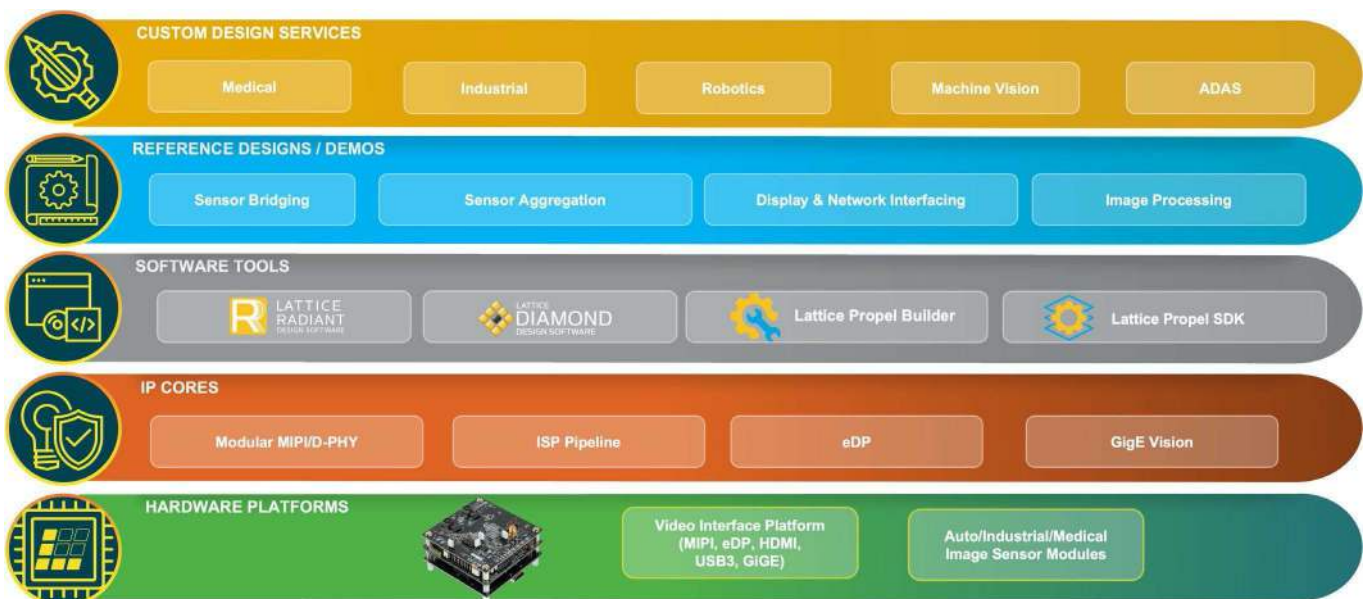 CUSTOM DESIGN SERVICES
Medical
Industrial
Robotics
Machine Vision
ADAS
REFERENCE DESIGNS / DEMOS
Sensor Bridging
Sensor Aggregation
Display & Network Interfacing
Image Processing
SOFTWARE TOOLS
LATTICE
RADIANT
DESIGN SOFTWARE
LATTICE
DIAMOND
DESIGN SOFTWARE
Lattice Propel Builder
Lattice Propel SDK
IP CORES
Modular MIPI/D-PHY
ISP Pipeline
eDP
GigE Vision
HARDWARE PLATFORMS
Video Interface Platform
(MIPI, eDP, HDMI,
USB3, GiGE)
Auto/Industrial/Medical
Image Sensor Modules